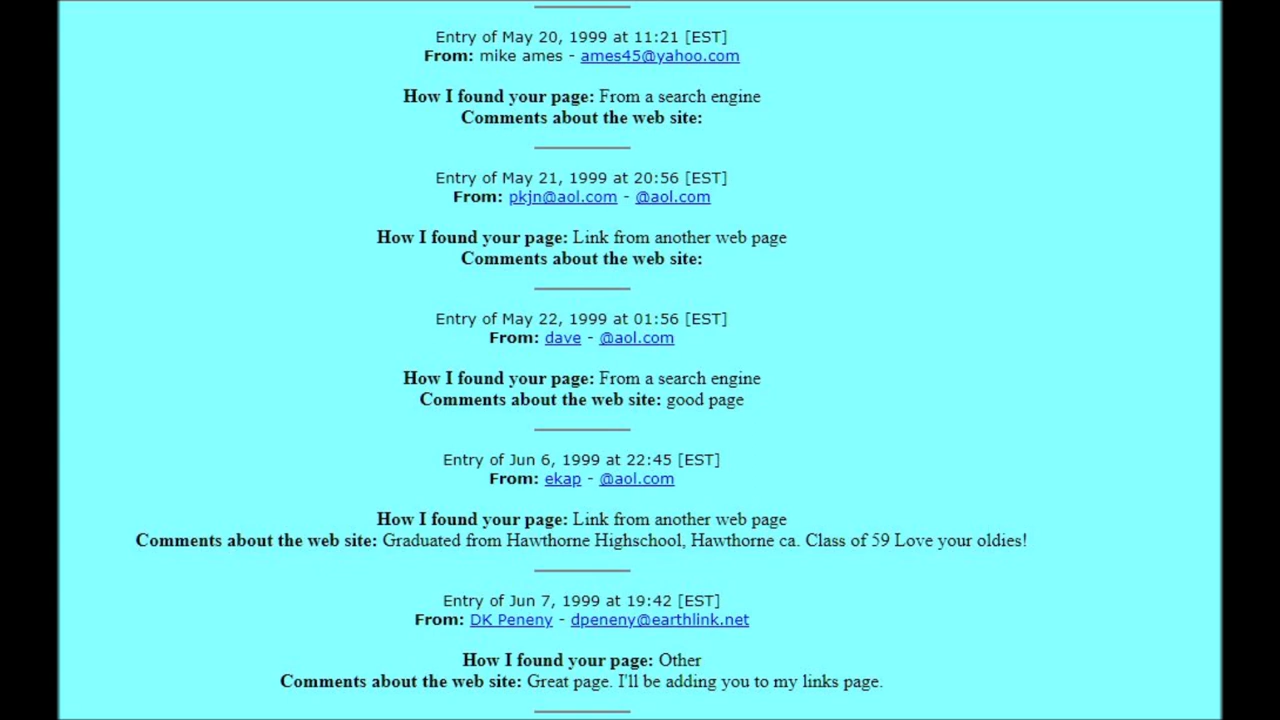 Entry of May 20, 1999 at 11:21 [EST]
From: mike ames - ames45@yahoo.com
How I found your page: From a search engine
Comments about the web site:
Entry of May 21, 1999 at 20:56 [EST]
From: pkjn@aol.com - @aol.com
How I found your page: Link from another web page
Comments about the web site:
Entry of May 22, 1999 at 01:56 [EST]
From: dave - @aol.com
How I found your page: From a search engine
Comments about the web site: good page
Entry of Jun 6, 1999 at 22:45 [EST]
From: ekap - @aol.com
How I found your page: Link from another web page
Comments about the web site: Graduated from Hawthorne Highschool, Hawthorne ca. Class of 59 Love your oldies!
Entry of Jun 7, 1999 at 19:42 [EST]
From: DK Peneny - dpeneny@earthlink.net
How I found your page: Other
Comments about the web site: Great page. I'll be adding you to my links page.